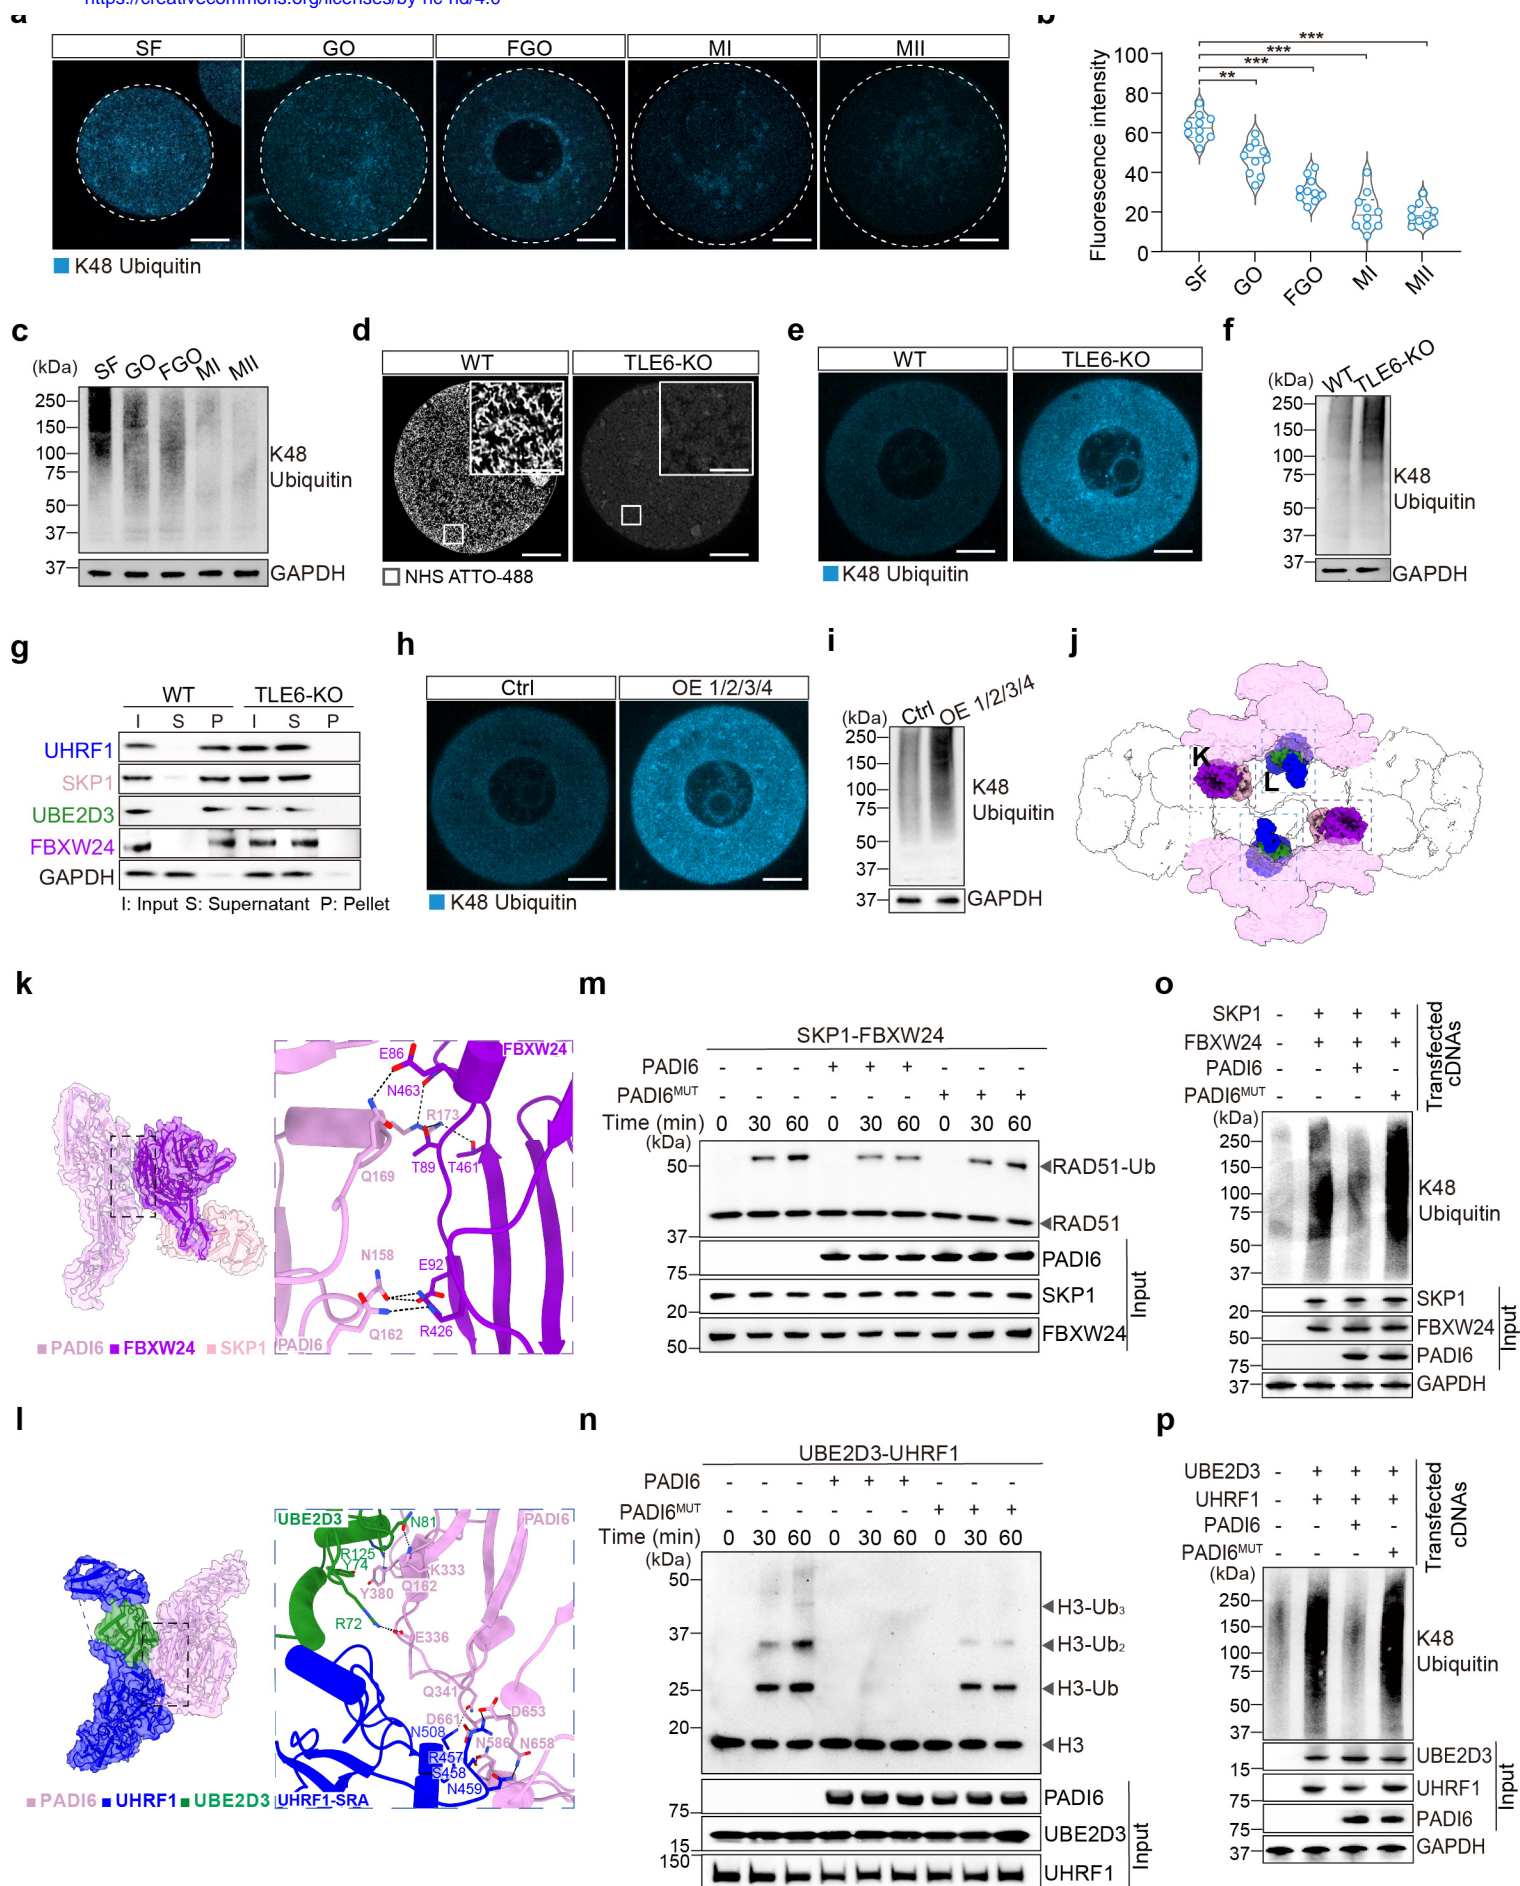 https://creativecommons.org/licenses/by-nc-nd/4.0
a
SF GO FGO MI MII
K48 Ubiquitin
b
Fluorescence intensity
100
80
60
40
20
0
***
***
***
**
SF GO FGO MI MII
c
(kDa) SF GO FGO MI MII
250
150
100
75
50
37
37
K48
Ubiquitin
GAPDH
d
WT TLE6-KO
NHS ATTO-488
e
WT TLE6-KO
K48 Ubiquitin
f
(kDa) WT TLE6-KO
250
150
100
75
50
37
37
K48
Ubiquitin
GAPDH
g
WT TLE6-KO
I S P I S P
UHRF1
SKP1
UBE2D3
FBXW24
GAPDH
I: Input S: Supernatant P: Pellet
h
Ctrl OE 1/2/3/4
K48 Ubiquitin
i
(kDa) Ctrl OE 1/2/3/4
250
150
100
75
50
37
37
K48
Ubiquitin
GAPDH
j
K
L
k
E86
FBXW24
N463
R173
T89 T461
Q169
N158
E92
Q162
R426
PADI6
PADI6 FBXW24 SKP1
l
UBE2D3
N81
PADI6
R125
Y74
K333
Q162
Y380
R72
E336
Q341
D661
D653
N508
N586 N658
R457
S458
N459
UHRF1-SRA
PADI6 UHRF1 UBE2D3
m
SKP1-FBXW24
PADI6 - - - + + + - - -
PADI6MUT - - - - - - + + +
Time (min) 0 30 60 0 30 60 0 30 60
(kDa)
50
37
75
20
50
RAD51-Ub
RAD51
PADI6
SKP1
FBXW24
Input
n
UBE2D3-UHRF1
PADI6 - - - + + + - - -
PADI6MUT - - - - - - + + +
Time (min) 0 30 60 0 30 60 0 30 60
(kDa)
50
37
25
20
75
15
150
H3-Ub3
H3-Ub2
H3-Ub
H3
PADI6
UBE2D3
UHRF1
Input
o
SKP1 - + + +
FBXW24 - + + +
PADI6 - - + -
PADI6MUT - - - +
Transfected
cDNAs
(kDa)
250
150
100
75
50
37
20
50
75
37
K48
Ubiquitin
SKP1
FBXW24
PADI6
GAPDH
Input
p
UBE2D3 - + + +
UHRF1 - + + +
PADI6 - - + -
PADI6MUT - - - +
Transfected
cDNAs
(kDa)
250
150
100
75
50
37
15
75
75
37
K48
Ubiquitin
UBE2D3
UHRF1
PADI6
GAPDH
Input